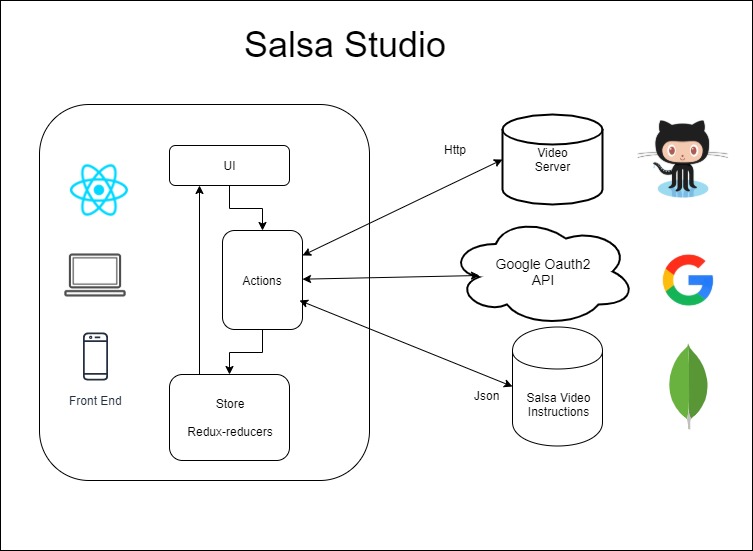 Salsa Studio
UI
Actions
Store
Redux-reducers
Front End
Http
Video
Server
Google Oauth2
API
Json
Salsa Video
Instructions